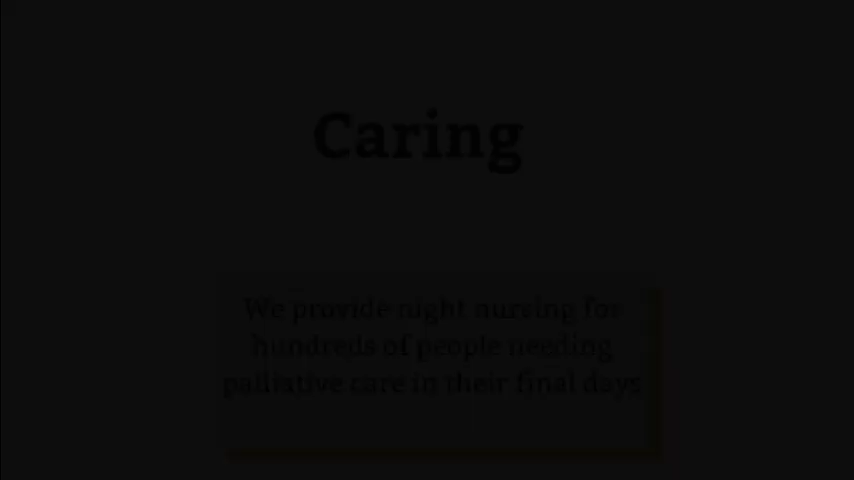 Caring
We provide night nursing for
hundreds of people needing
palliative care in their final days